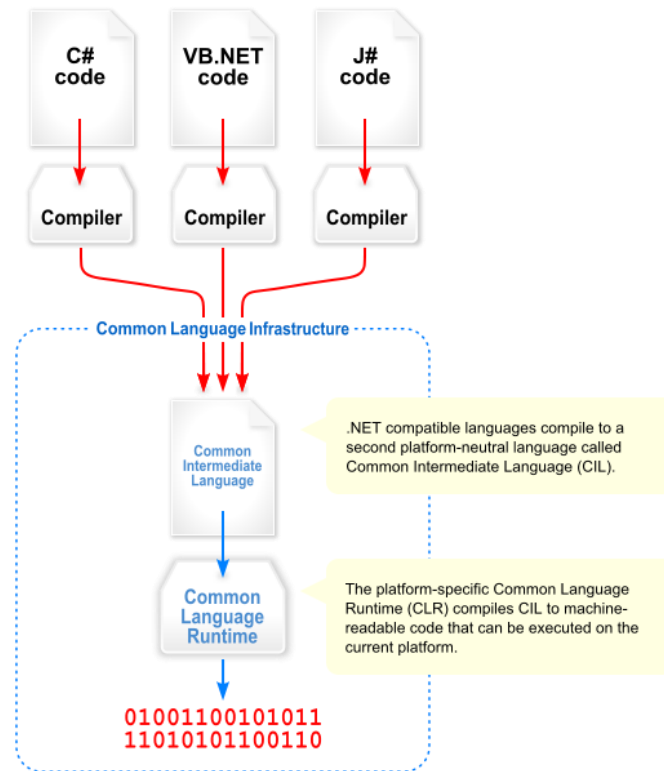 C#
code
VB.NET
code
J#
code
Compiler
Compiler
Compiler
Common Language Infrastructure
Common
Intermediate
Language
.NET compatible languages compile to a
second platform-neutral language called
Common Intermediate Language (CIL).
Common
Language
Runtime
The platform-specific Common Language
Runtime (CLR) compiles CIL to machine-
readable code that can be executed on the
current platform.
01001100101011
11010101100110